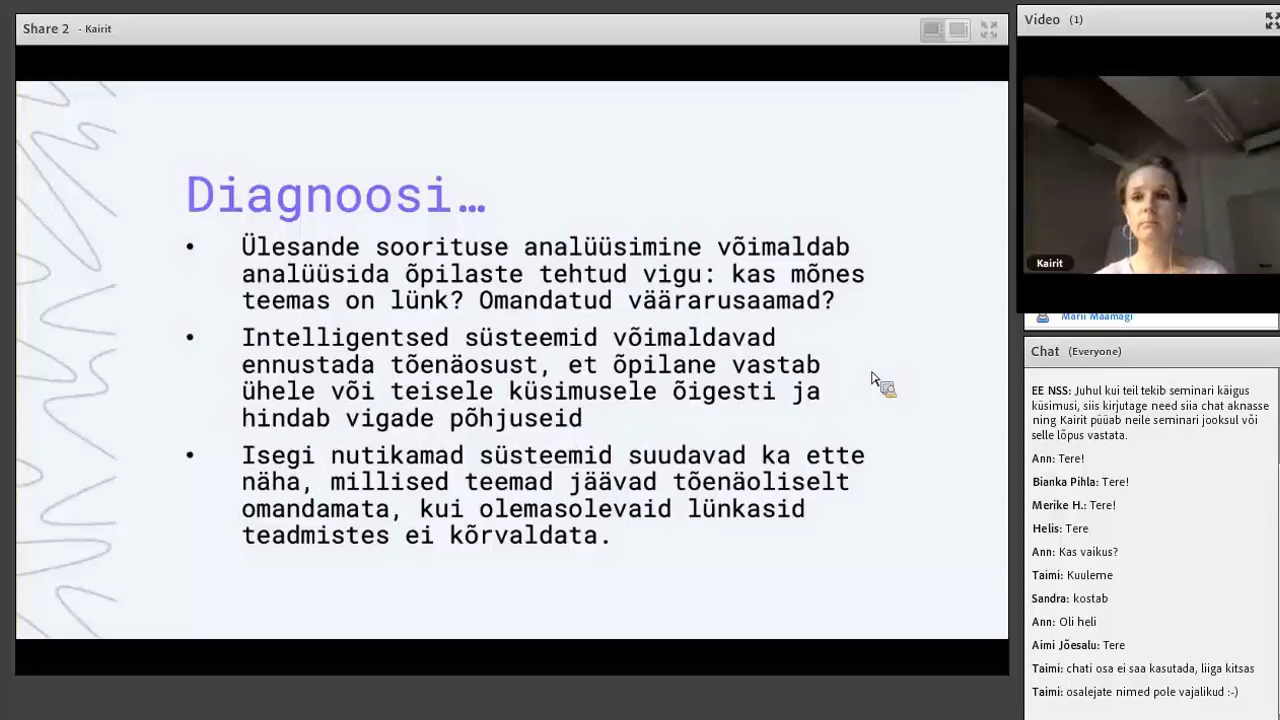 Share 2 - Kairit
Diagnoosi…
• Ülesande soorituse analüüsimine võimaldab
analüüsida õpilaste tehtud vigu: kas mõnes
teemas on lünk? Omandatud väärarusaamad?
• Intelligentsed süsteemid võimaldavad
ennustada tõenäosust, et õpilane vastab
ühele või teisele küsimusele õigesti ja
hindab vigade põhjuseid
• Isegi nutikamad süsteemid suudavad ka ette
näha, millised teemad jäävad tõenäoliselt
omandamata, kui olemasolevaid lünkasid
teadmistes ei kõrvaldata.
Video (1)
Kairit
Marii Maamägi
Chat (Everyone)
EE NSS: Juhul kui teil tekib seminari käigus
küsimusi, siis kirjutage need siia chat aknasse
ning Kairit püüab neile seminari jooksul või
selle lõpus vastata.
Ann: Tere!
Bianka Pihla: Tere!
Merike H.: Tere!
Helis: Tere
Ann: Kas vaikus?
Taimi: Kuuleme
Sandra: kostab
Ann: Oli heli
Aimi Jõesalu: Tere
Taimi: chati osa ei saa kasutada, liiga kitsas
Taimi: osalejate nimed pole vajalikud :-)